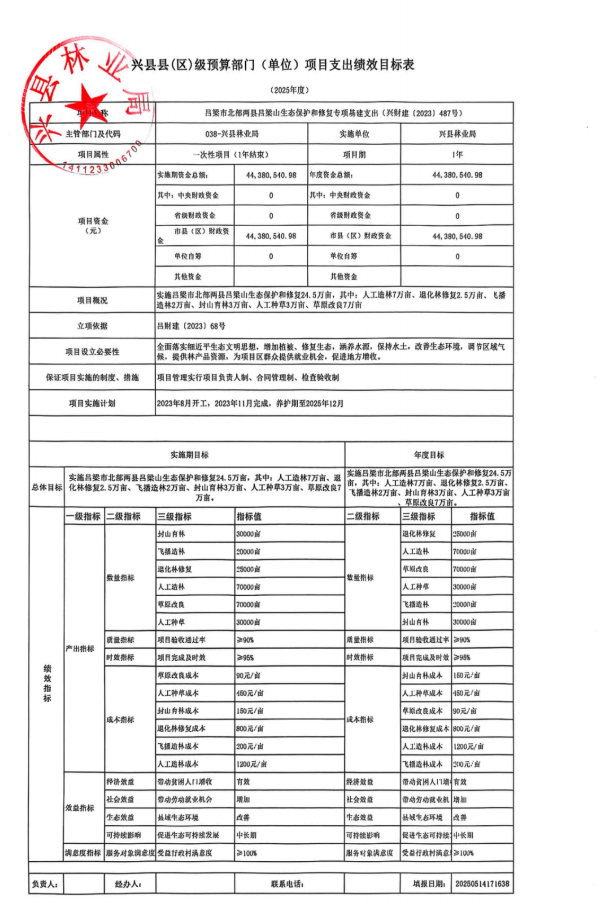 兴县县(区)级预算部门（单位）项目支出绩效目标表
（2025年度）
项目名称 吕梁市北部两县吕梁山生态保护和修复专项基建支出（兴财建〔2023〕487号）
主管部门及代码 038-兴县林业局 实施单位 兴县林业局
项目属性 一次性项目（1年结束） 项目期 1年
项目资金（元） 实施期资金总额： 44,380,540.98 年度资金总额： 44,380,540.98
其中：中央财政资金 0 其中：中央财政资金 0
省级财政资金 0 省级财政资金 0
市县（区）财政资金 44,380,540.98 市县（区）财政资金 44,380,540.98
单位自筹 0 单位自筹 0
其他资金 其他资金
项目概况 实施吕梁市北部两县吕梁山生态保护和修复24.5万亩，其中：人工造林7万亩、退化林修复2.5万亩、飞播
造林2万亩、封山育林3万亩、人工种草3万亩、草原改良7万亩
立项依据 吕财建〔2023〕68号
项目设立必要性 全面落实细近平生态文明思想，增加植被、修复生态，涵养水源，保持水土，改善生态环境，调节区域气
候，提供林产品资源，为项目区群众提供就业机会，促进地方增收。
保证项目实施的制度、措施 项目管理实行项目负责人制、合同管理制、检查验收制
项目实施计划 2023年8月开工，2023年11月完成，养护期至2025年12月
实施期目标 年度目标
总体目标 实施吕梁市北部两县吕梁山生态保护和修复24.5万亩，其中：人工造林7万亩、退
化林修复2.5万亩、飞播造林2万亩、封山育林3万亩、人工种草3万亩、草原改良7
万亩。
实施吕梁市北部两县吕梁山生态保护和修复24.5万
亩，其中：人工造林7万亩、退化林修复2.5万亩、
飞播造林2万亩、封山育林3万亩、人工种草3万亩
、草原改良7万亩。
绩效指标 一级指标 二级指标 三级指标 指标值 二级指标 三级指标 指标值
产出指标 数量指标 封山育林 30000亩 数量指标 退化林修复 25000亩
飞播造林 20000亩 人工造林 70000亩
退化林修复 25000亩 草原改良 70000亩
人工造林 70000亩 人工种草 30000亩
草原改良 70000亩 飞播造林 20000亩
人工种草 30000亩 封山育林 30000亩
质量指标 项目验收通过率 ≥90% 质量指标 项目验收通过率 ≥90%
时效指标 项目完成及时效 ≥95% 时效指标 项目完成及时效 ≥95%
成本指标 草原改良成本 90元/亩 成本指标 封山育林成本 150元/亩
人工种草成本 450元/亩 人工种草成本 450元/亩
封山育林成本 150元/亩 草原改良成本 90元/亩
退化林修复成本 800元/亩 退化林修复成本 800元/亩
飞播造林成本 200元/亩 人工造林成本 1200元/亩
人工造林成本 1200元/亩 飞播造林成本 200元/亩
效益指标 经济效益 带动贫困人口增收 有效 经济效益 带动贫困人口增 有效
社会效益 带动劳动就业机会 增加 社会效益 带动劳动就业机 增加
生态效益 县域生态环境 改善 生态效益 县域生态环境 改善
可持续影响 促进生态可持续发展 中长期 可持续影响 促进生态可持续 中长期
满意度指标 服务对象满意度 受益行政村满意度 ≥100% 服务对象满意度 受益行政村满意度 ≥100%
负责人： 经办人： 联系电话： 填报日期： 20250514171638
兴县林业局
1411233006700